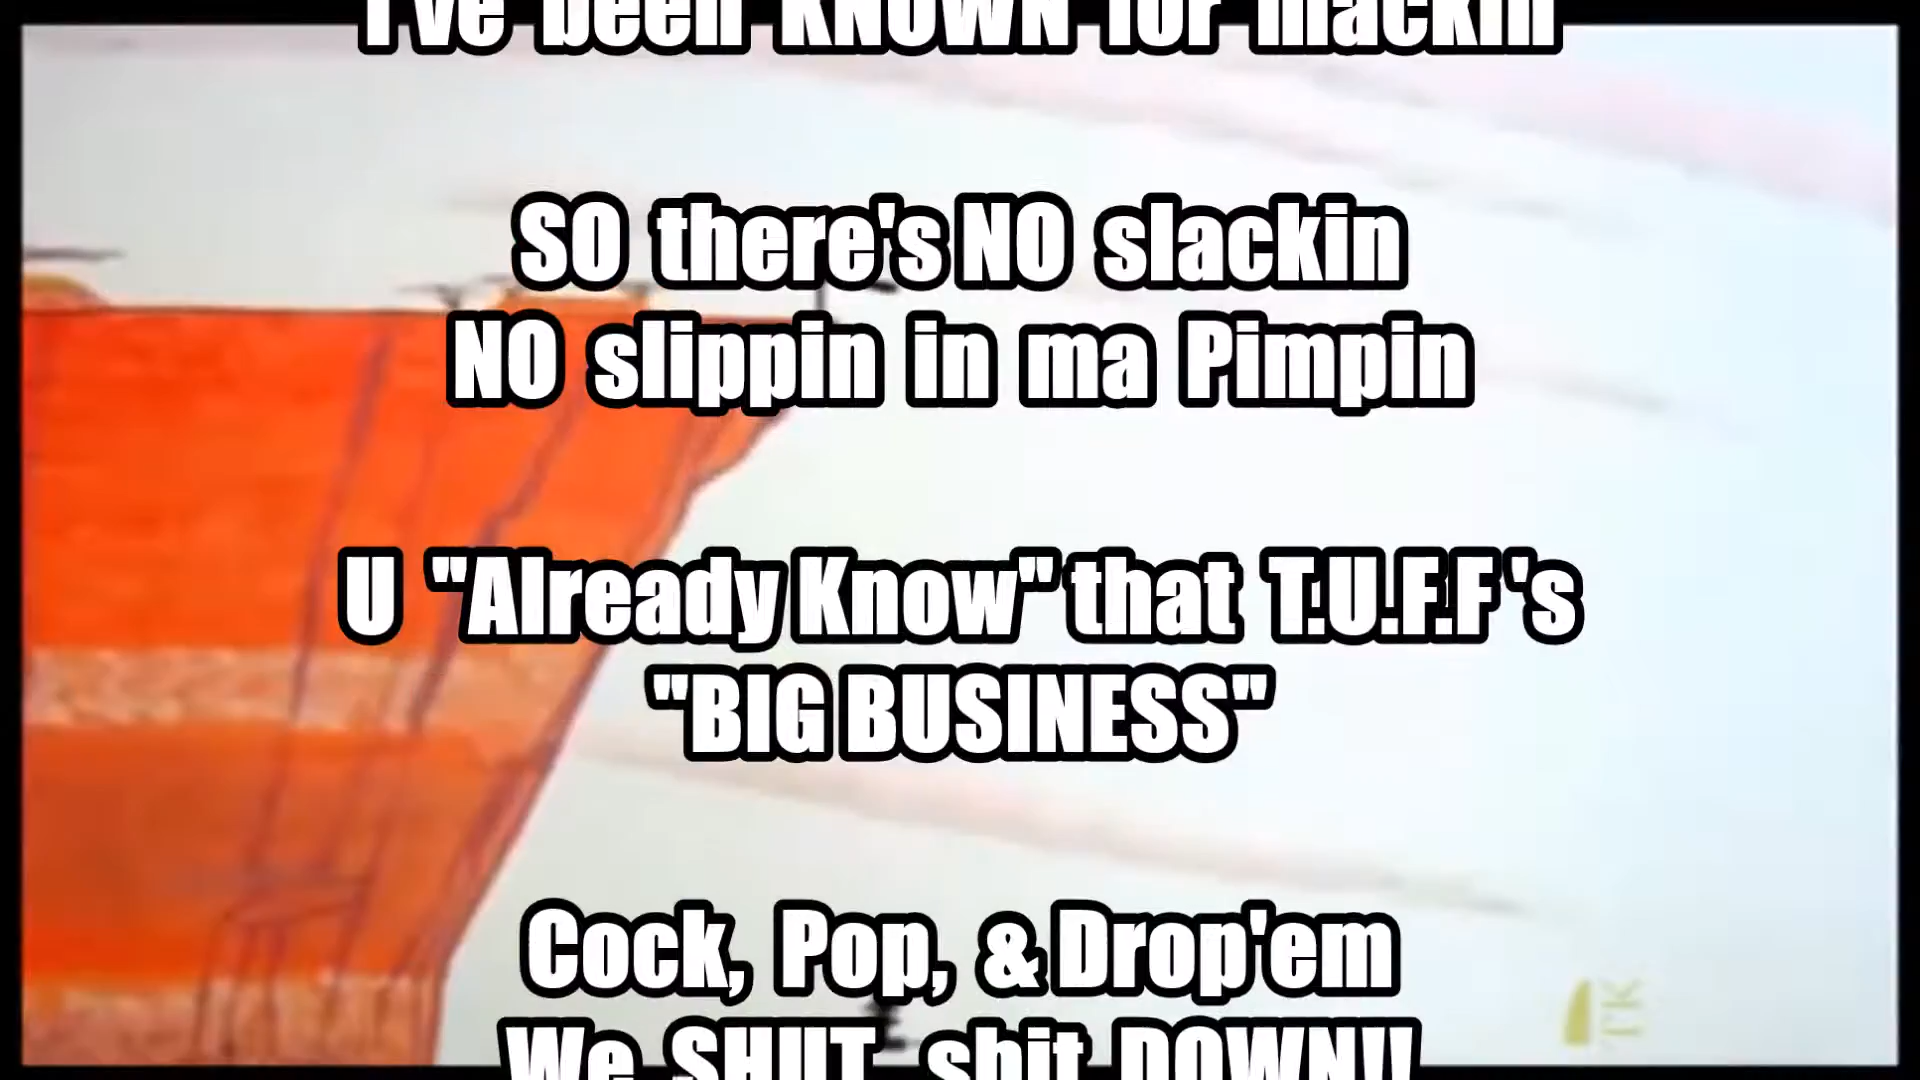 I've been KNOWN for mackin
SO there's NO slackin
NO slippin in ma Pimpin
U "Already Know" that T.U.F.F's
"BIG BUSINESS"
Cock, Pop, & Drop'em
We SHUT shit DOWN!!
TK